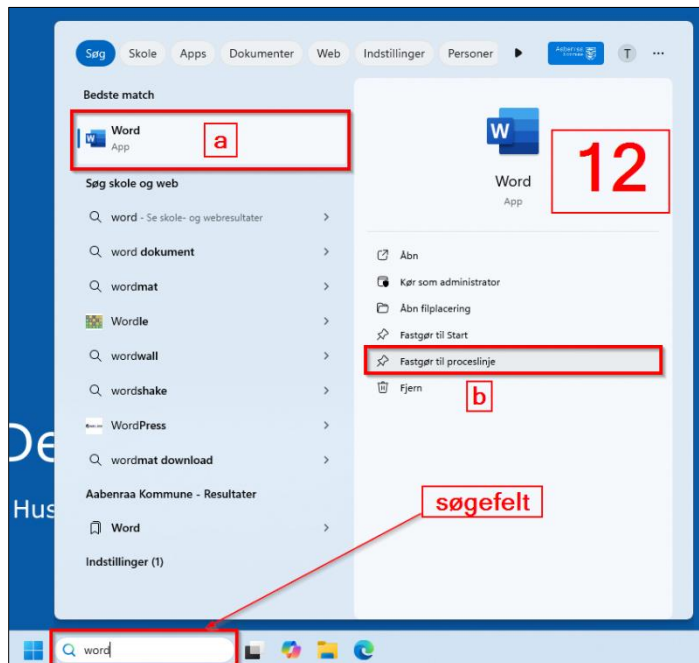 Søg Skole Apps Dokumenter Web Indstillinger Personer T ...
Bedste match
Word
App
a
Søg skole og web
word - Se skole- og webresultater
word dokument
wordmat
Wordle
wordwall
wordshake
WordPress
wordmat download
Aabenraa Kommune - Resultater
Word
Indstillinger (1)
W
12
Word
App
Åbn
Kør som administrator
Åbn filplacering
Fastgør til Start
Fastgør til proceslinje
Fjern
b
søgefelt
De
Hus
word